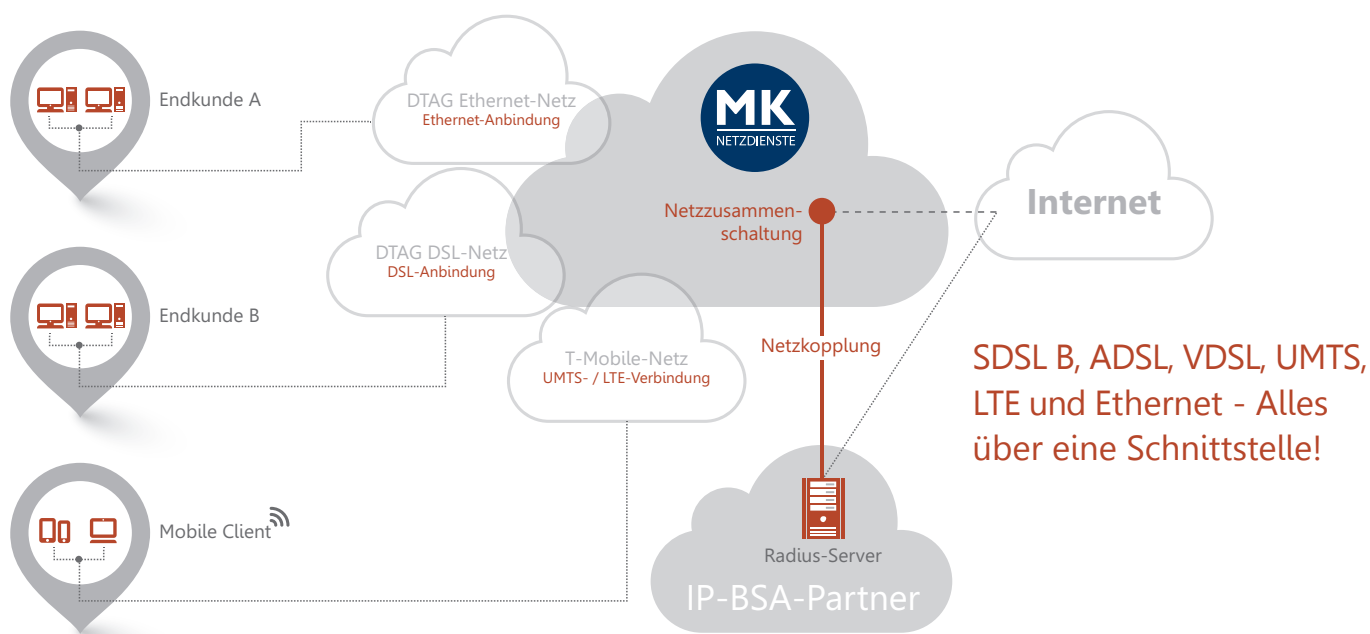 Endkunde A
DTAG Ethernet-Netz
Ethernet-Anbindung
MK
NETZDIENSTE
Internet
Netzzusammen-
schaltung
DTAG DSL-Netz
DSL-Anbindung
Endkunde B
T-Mobile-Netz
UMTS- / LTE-Verbindung
Netzkopplung
SDSL B, ADSL, VDSL, UMTS,
LTE und Ethernet - Alles
über eine Schnittstelle!
Mobile Client
Radius-Server
IP-BSA-Partner